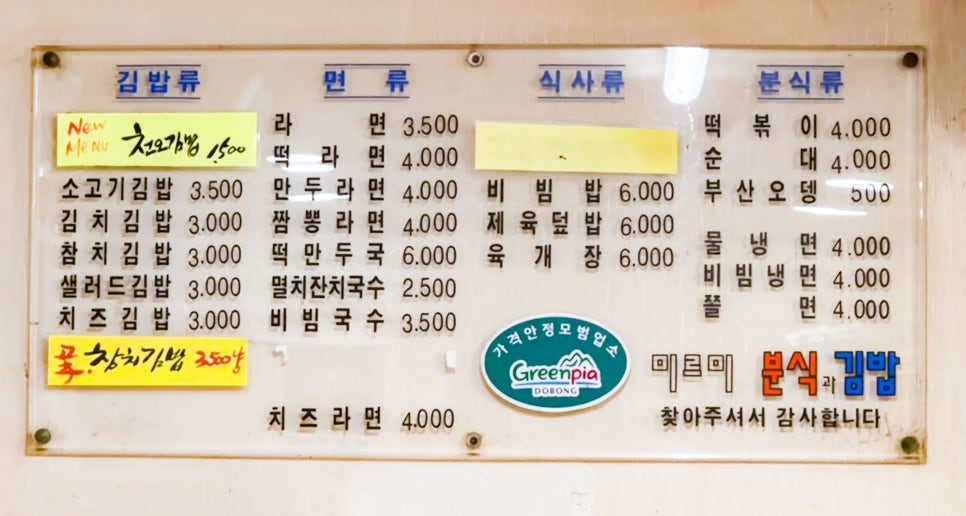 김밥류
New
MENU 천오김밥 1,500
소고기김밥 3.500
김치김밥 3.000
참치김밥 3.000
샐러드김밥 3.000
치즈김밥 3.000
참치김밥 3.500
면류
라면 3.500
떡라면 4.000
만두라면 4.000
짬뽕라면 4.000
떡만두국 6.000
멸치잔치국수 2.500
비빔국수 3.500
치즈라면 4.000
식사류
비빔밥 6.000
제육덮밥 6.000
육개장 6.000
가격안정모범업소
Greenpia
DOBONG
분식류
떡볶이 4.000
순대 4.000
부산오뎅 500
물냉면 4.000
비빔냉면 4.000
쫄면 4.000
미르미 분식과 김밥
찾아주셔서 감사합니다